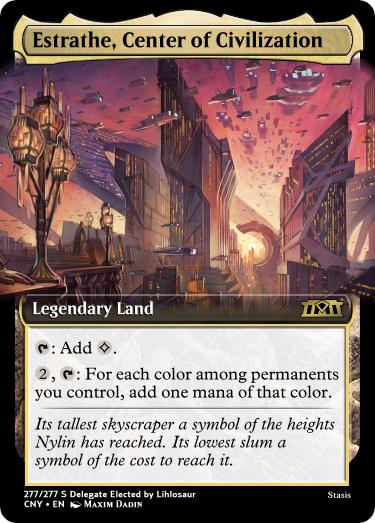 Estrathe, Center of Civilization
Legendary Land
: Add .
2, : For each color among permanents
you control, add one mana of that color.
Its tallest skyscraper a symbol of the heights
Nylin has reached. Its lowest slum a
symbol of the cost to reach it.
277/277 S Delegate Elected by Lihlosaur
Stasis
CNY • EN Maxim Dadin